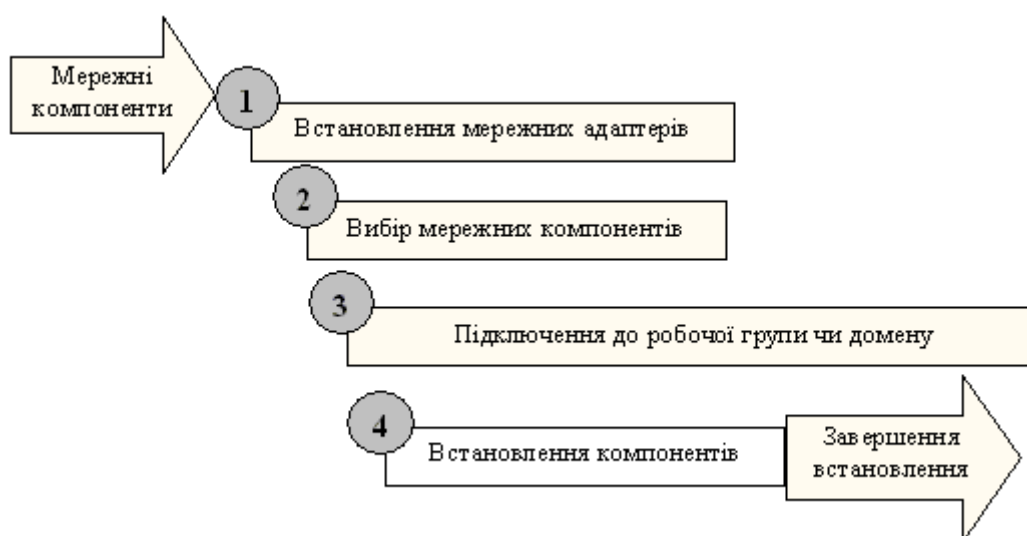 Мережні
компоненти
1
Встановлення мережних адаптерів
2
Вибір мережних компонентів
3
Підключення до робочої групи чи домену
4
Встановлення компонентів
Завершення
встановлення